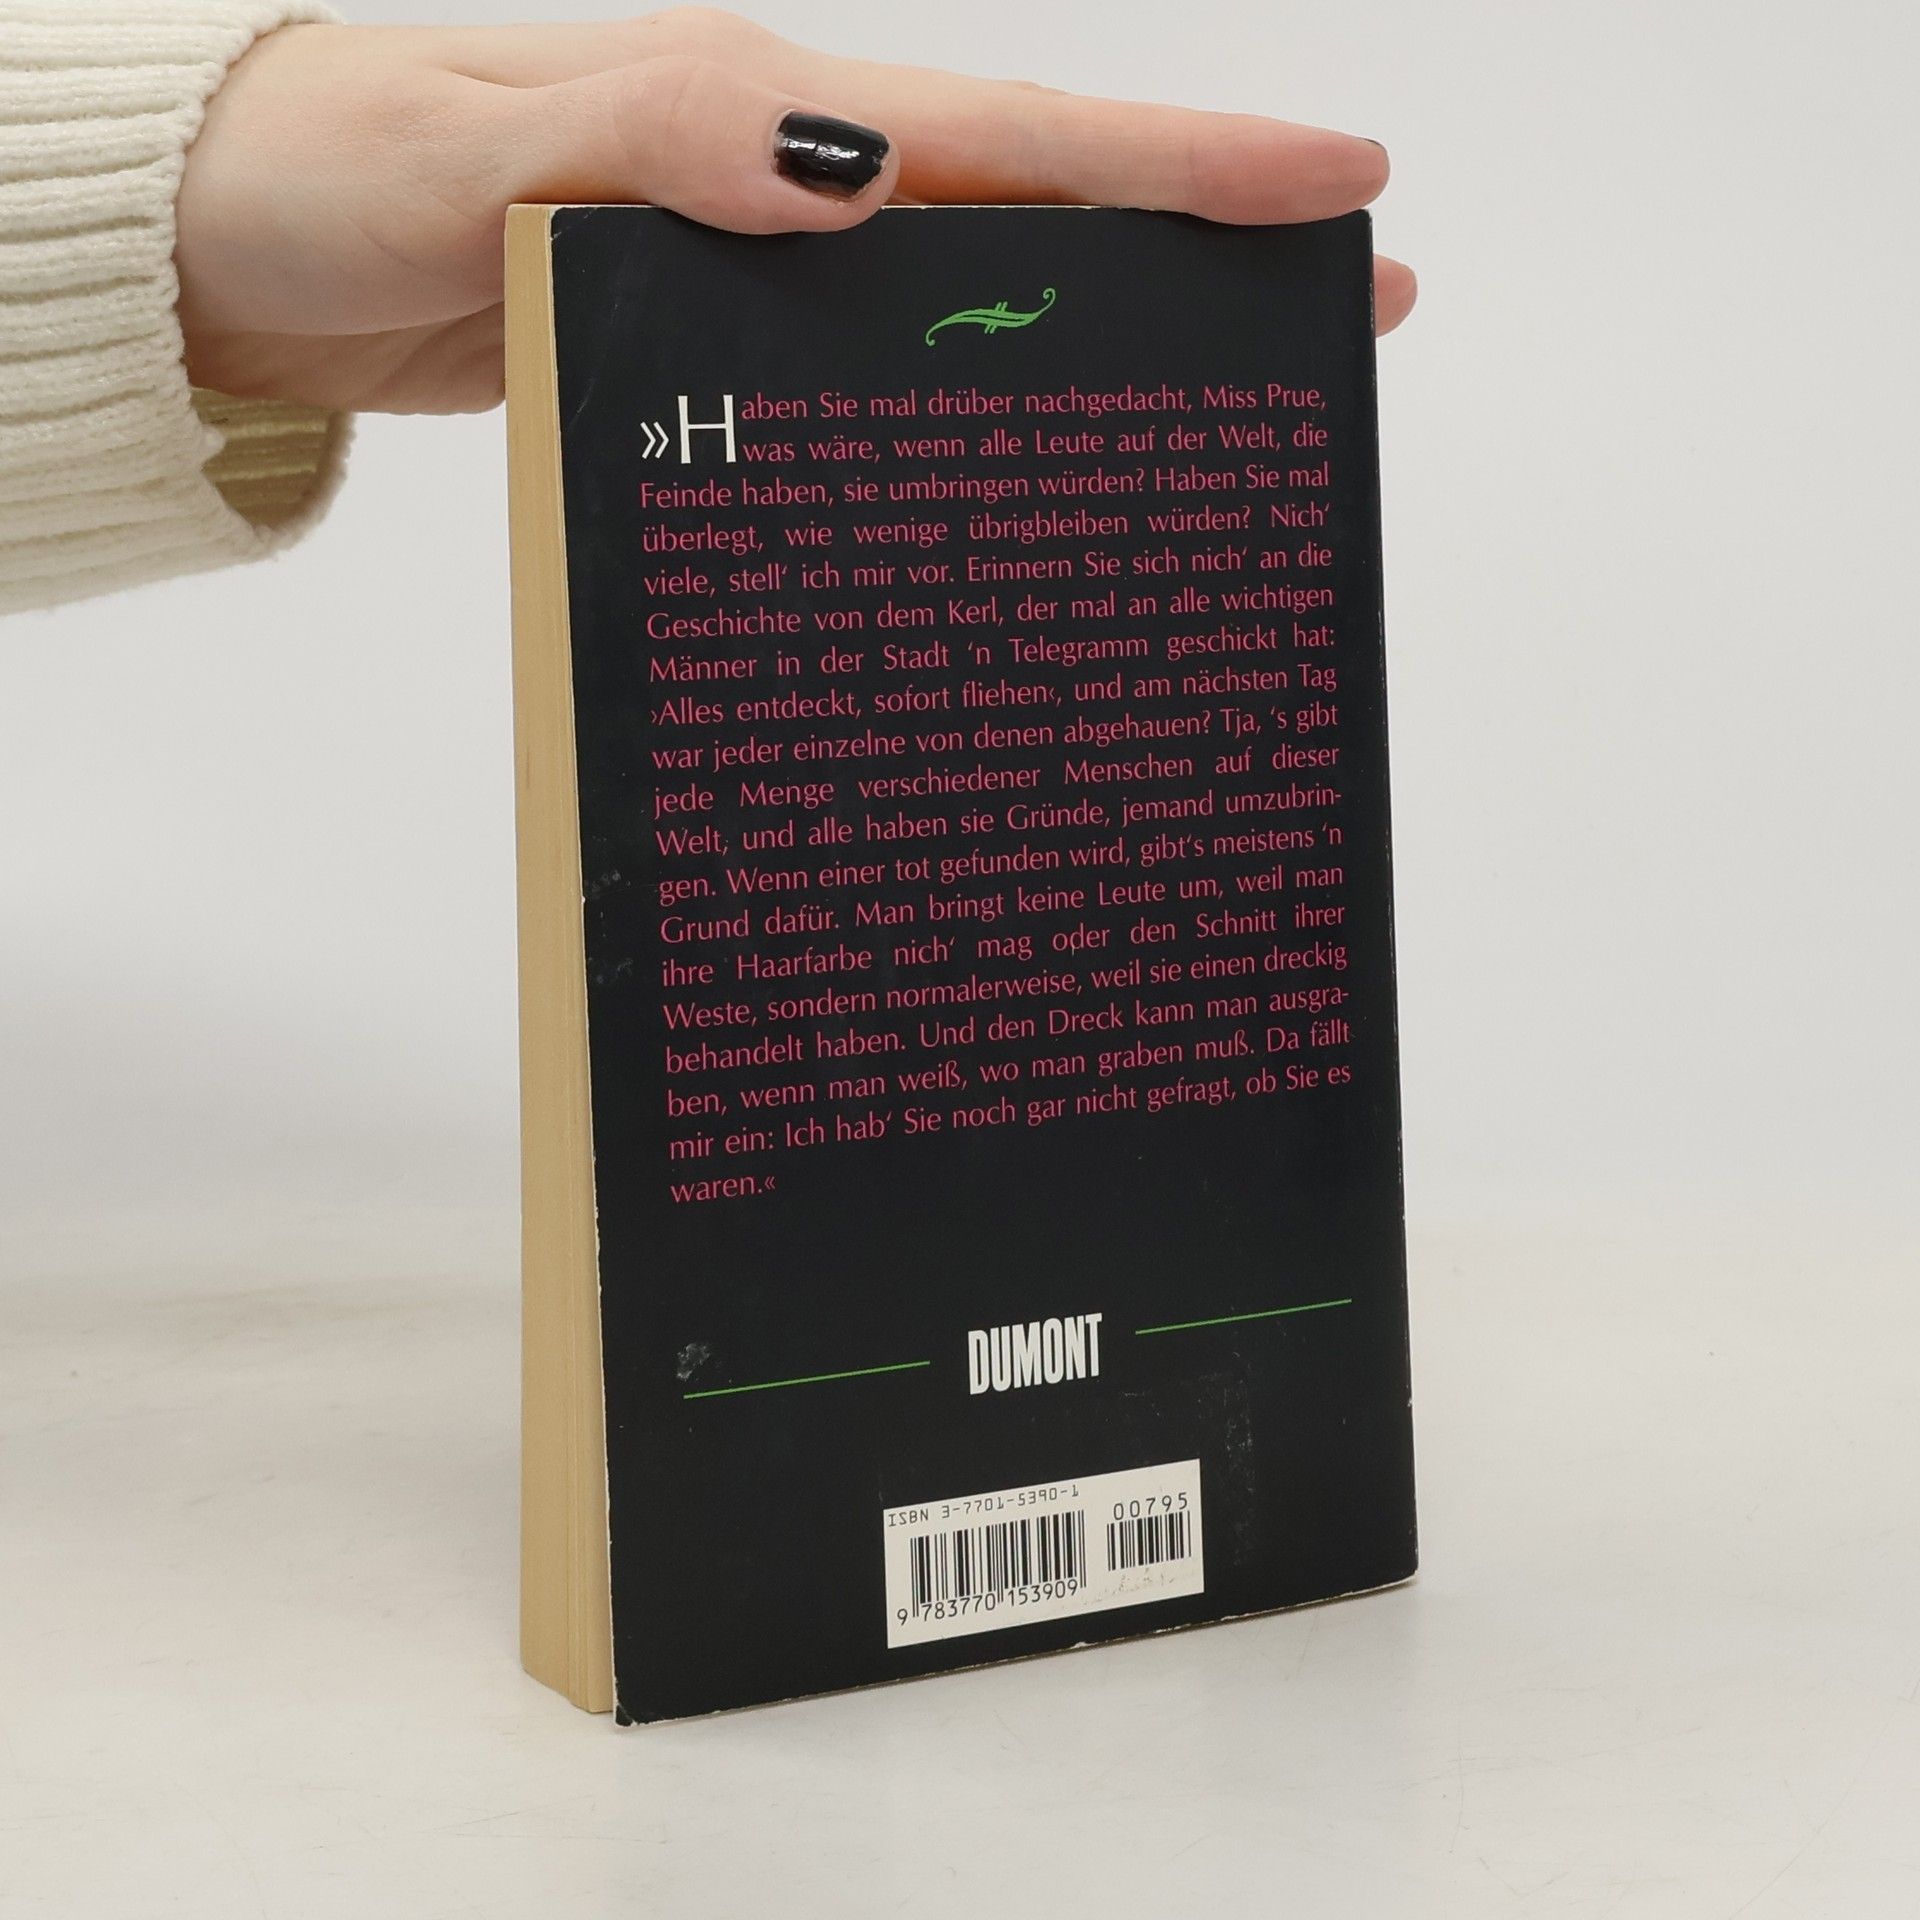 »Haben Sie mal drüber nachgedacht, Miss Prue,
was wäre, wenn alle Leute auf der Welt, die
Feinde haben, sie umbringen würden? Haben Sie mal
überlegt, wie wenige übrigbleiben würden? Nich‘
viele, stell‘ ich mir vor. Erinnern Sie sich nich‘ an die
Geschichte von dem Kerl, der mal an alle wichtigen
Männer in der Stadt ‘n Telegramm geschickt hat:
›Alles entdeckt, sofort fliehen‹, und am nächsten Tag
war jeder einzelne von denen abgehauen? Tja, ‘s gibt
jede Menge verschiedener Menschen auf dieser
Welt, und alle haben sie Gründe, jemand umzubrin-
gen. Wenn einer tot gefunden wird, gibt‘s meistens ‘n
Grund dafür. Man bringt keine Leute um, weil man
ihre Haarfarbe nich‘ mag oder den Schnitt ihrer
Weste, sondern normalerweise, weil sie einen dreckig
behandelt haben. Und den Dreck kann man ausgra-
ben, wenn man weiß, wo man graben muß. Da fällt
mir ein: Ich hab‘ Sie noch gar nicht gefragt, ob Sie es
waren.«
DUMONT
ISBN 3-7701-5390-1
00795
9 783770 153909